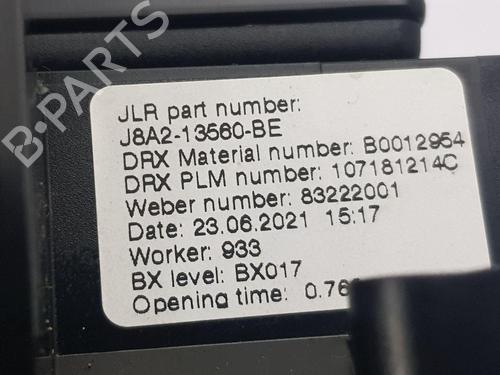 JLR part number:
J8A2-13560-BE
DRX Material number: B0012954
DRX PLM number: 107181214C
Weber number: 83222001
Date: 23.06.2021 15:17
Worker: 933
BX level: BX017
Opening time:
B-PARTS